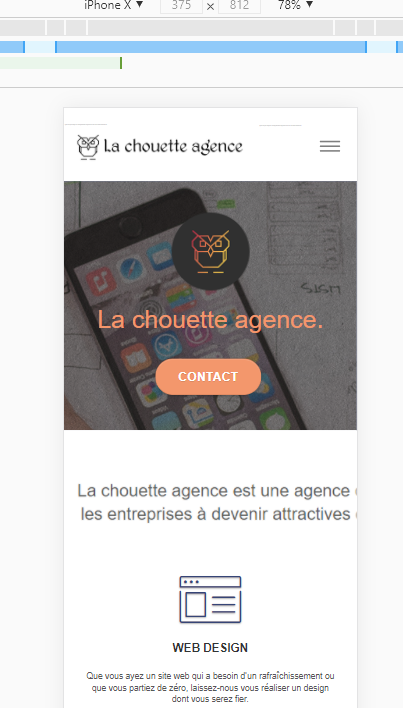 iPhone X ▼ 375 × 812 78% ▼
La chouette agence
La chouette agence.
CONTACT
La chouette agence est une agence
les entreprises à devenir attractives
WEB DESIGN
Que vous ayez un site web qui a besoin d'un rafraîchissement ou
que vous partiez de zéro, laissez-nous vous réaliser un design
dont vous serez fier.